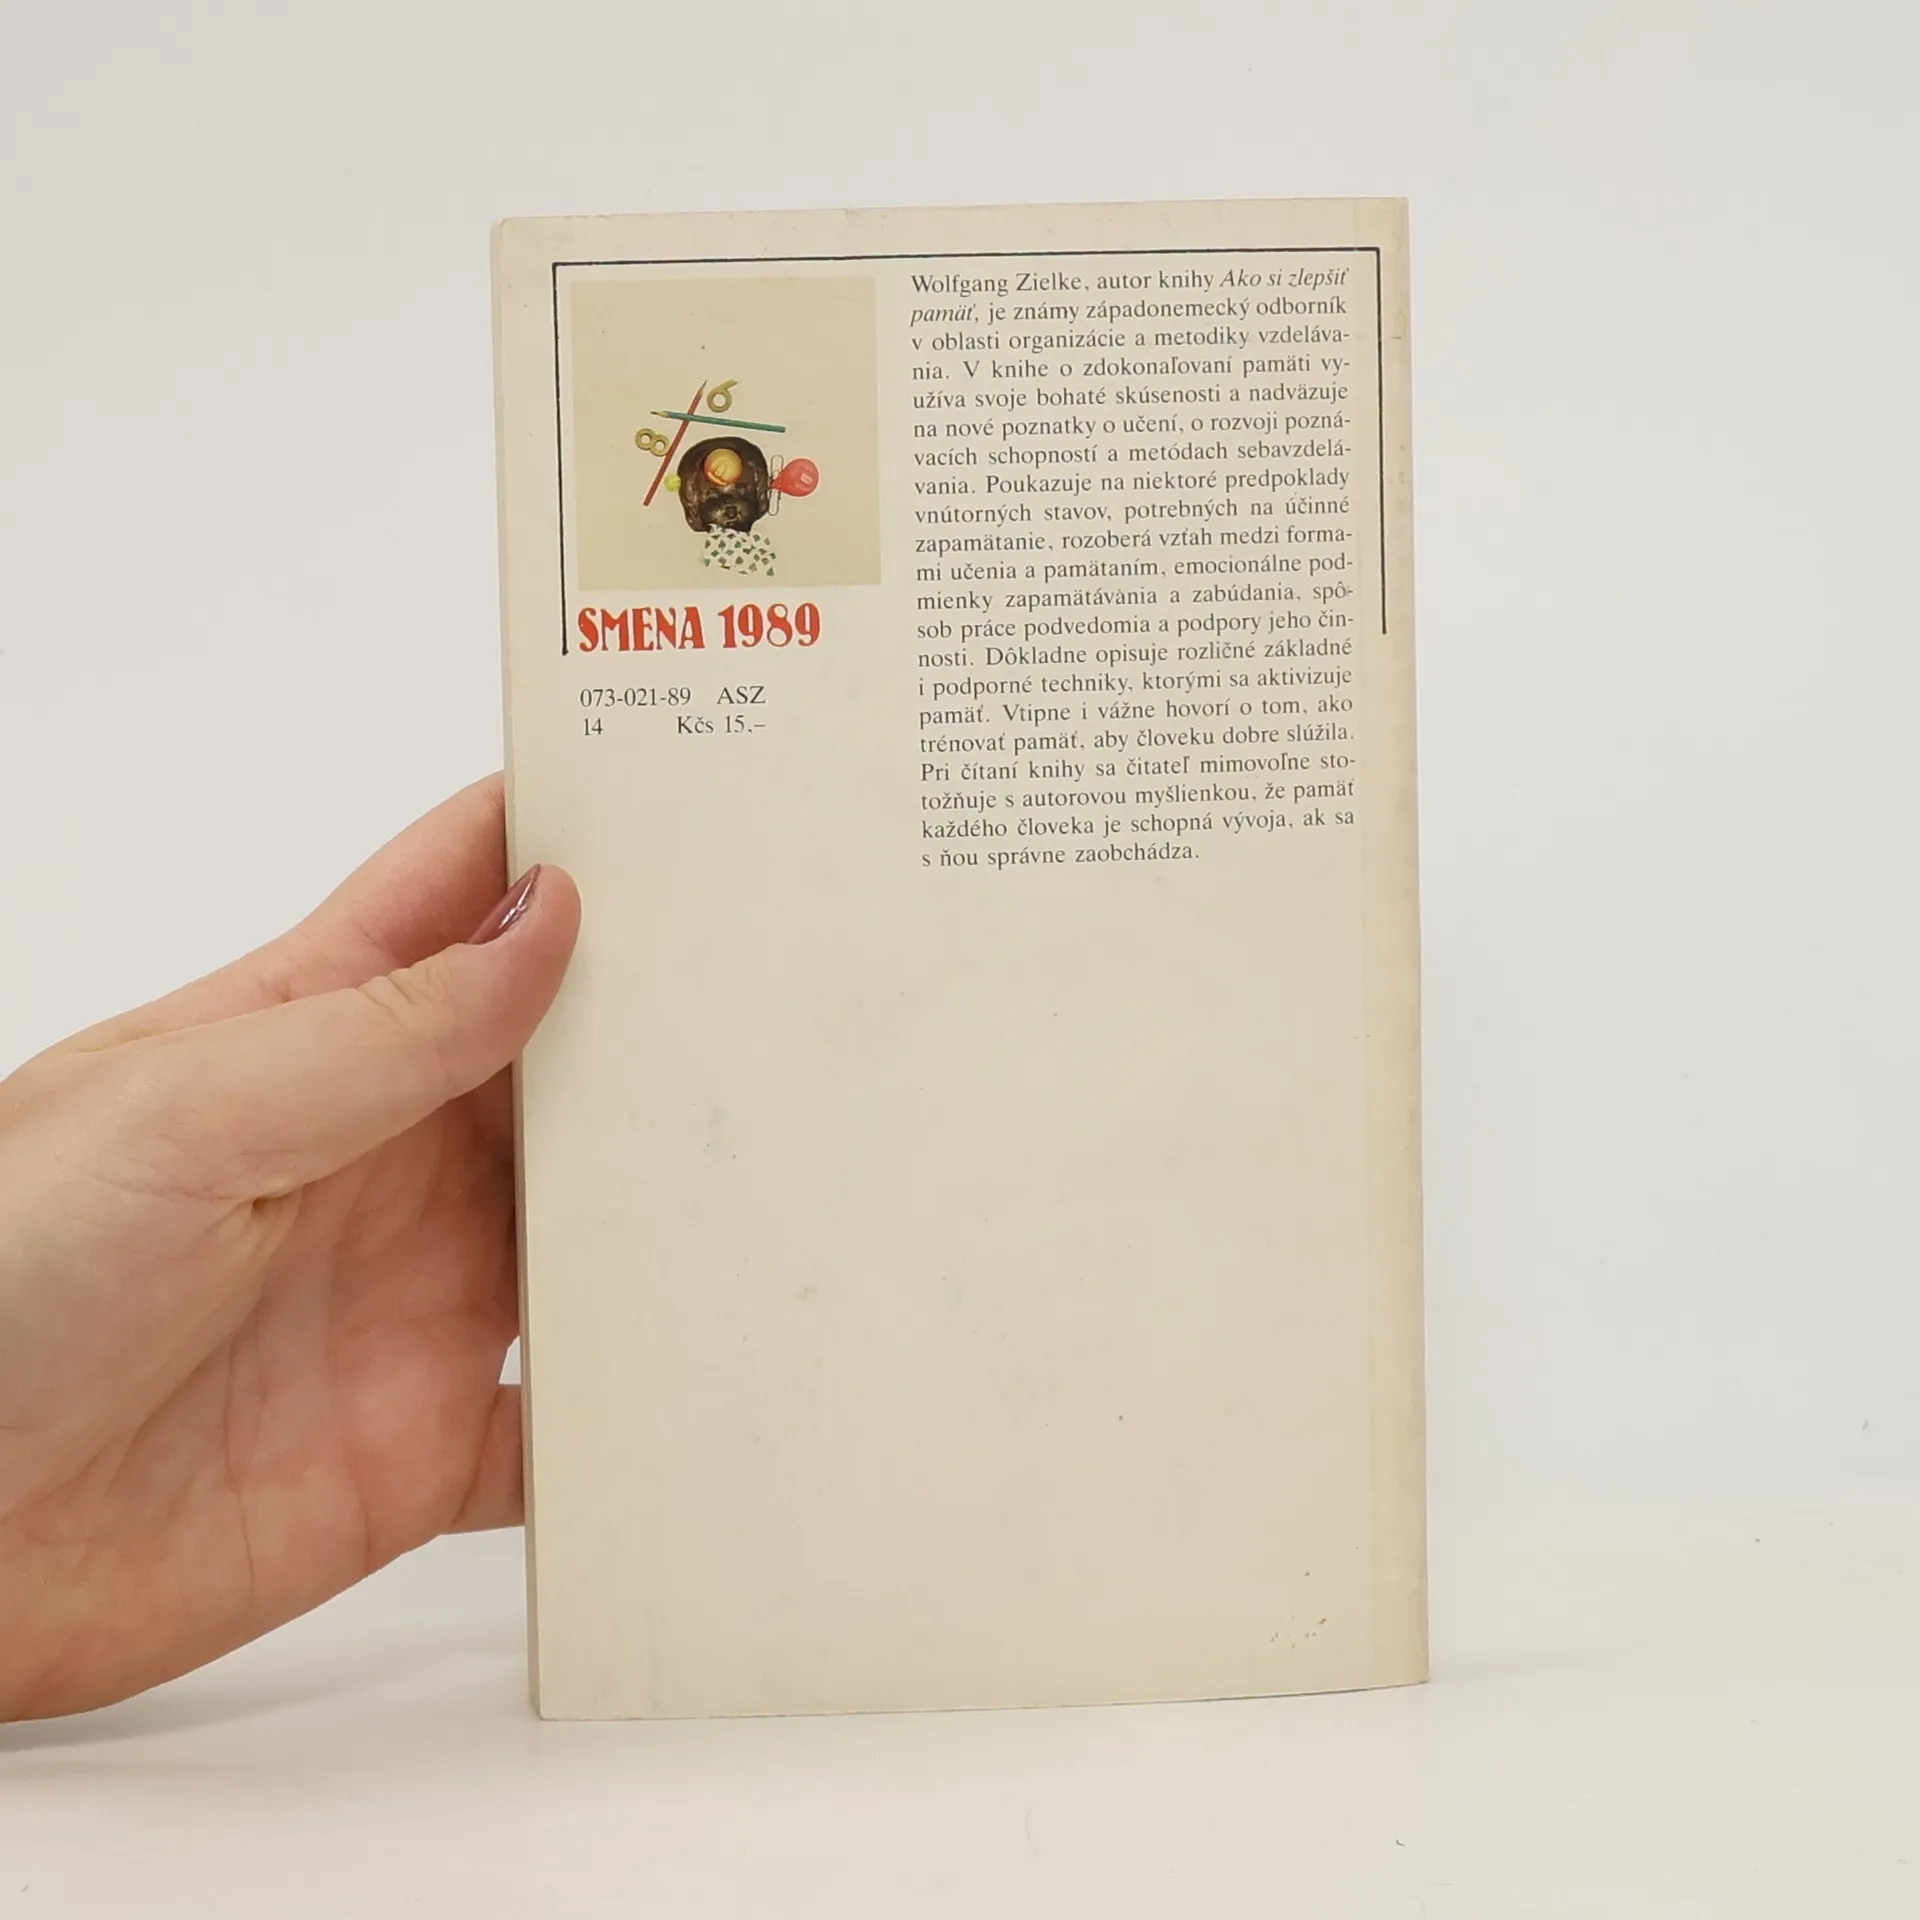 Wolfgang Zielke, autor knihy Ako si zlepšiť
pamäť, je známy západonemecký odborník
v oblasti organizácie a metodiky vzdeláva-
nia. V knihe o zdokonaľovaní pamäti vy-
užíva svoje bohaté skúsenosti a nadväzuje
na nové poznatky o učení, o rozvoji pozná-
vacích schopností a metódach sebavzdelá-
vania. Poukazuje na niektoré predpoklady
vnútorných stavov, potrebných na účinné
zapamätanie, rozoberá vzťah medzi forma-
mi učenia a pamätaním, emocionálne pod-
mienky zapamätávània a zabúdania, spô-
sob práce podvedomia a podpory jeho čin-
nosti. Dôkladne opisuje rozličné základné
i podporné techniky, ktorými sa aktivizuje
pamäť. Vtipne i vážne hovorí o tom, ako
trénovať pamäť, aby človeku dobre slúžila.
Pri čítaní knihy sa čitateľ mimovoľne sto-
tožňuje s autorovou myšlienkou, že pamäť
každého človeka je schopná vývoja, ak sa
s ňou správne zaobchádza.
6
8
SMENA 1989
073-021-89 ASZ
14 Kčs 15,–